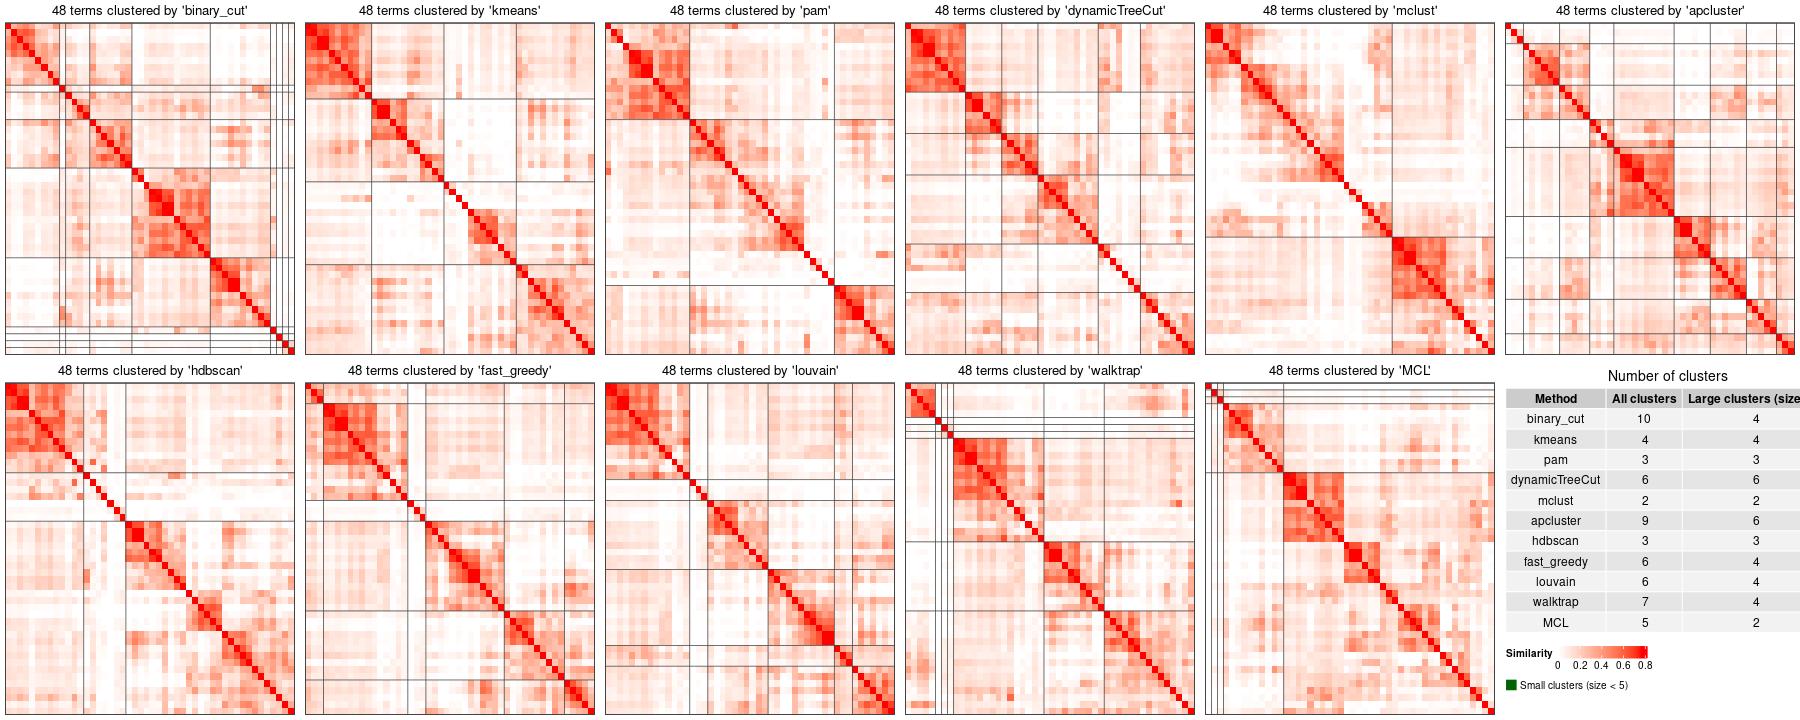 48 terms clustered by 'binary_cut'
48 terms clustered by 'kmeans'
48 terms clustered by 'pam'
48 terms clustered by 'dynamicTreeCut'
48 terms clustered by 'mclust'
48 terms clustered by 'apcluster'
48 terms clustered by 'hdbscan'
48 terms clustered by 'fast_greedy'
48 terms clustered by 'louvain'
48 terms clustered by 'walktrap'
48 terms clustered by 'MCL'
Number of clusters
Method All clusters Large clusters (size
binary_cut 10 4
kmeans 4 4
pam 3 3
dynamicTreeCut 6 6
mclust 2 2
apcluster 9 6
hdbscan 3 3
fast_greedy 6 4
louvain 6 4
walktrap 7 4
MCL 5 2
Similarity
0 0.2 0.4 0.6 0.8
Small clusters (size < 5)